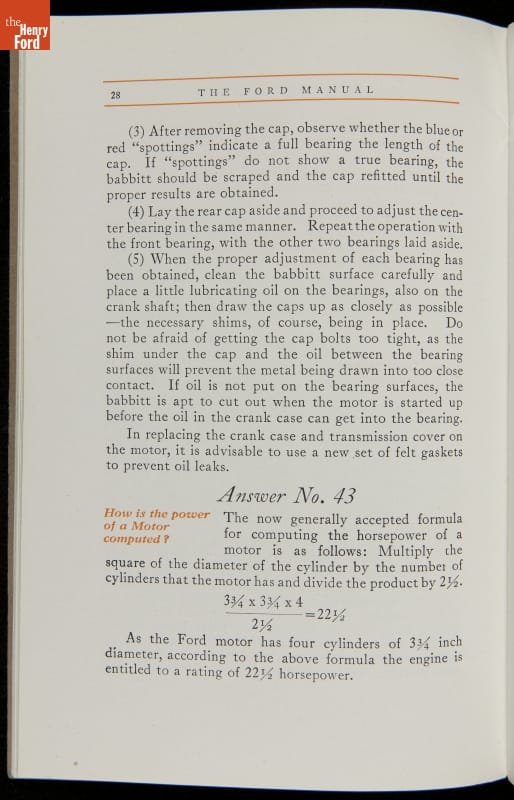 the
Henry
Ford
28 THE FORD MANUAL
(3) After removing the cap, observe whether the blue or
red “spottings” indicate a full bearing the length of the
cap. If “spottings” do not show a true bearing, the
babbitt should be scraped and the cap refitted until the
proper results are obtained.
(4) Lay the rear cap aside and proceed to adjust the cen-
ter bearing in the same manner. Repeat the operation with
the front bearing, with the other two bearings laid aside.
(5) When the proper adjustment of each bearing has
been obtained, clean the babbitt surface carefully and
place a little lubricating oil on the bearings, also on the
crank shaft; then draw the caps up as closely as possible
—the necessary shims, of course, being in place. Do
not be afraid of getting the cap bolts too tight, as the
shim under the cap and the oil between the bearing
surfaces will prevent the metal being drawn into too close
contact. If oil is not put on the bearing surfaces, the
babbitt is apt to cut out when the motor is started up
before the oil in the crank case can get into the bearing.
In replacing the crank case and transmission cover on
the motor, it is advisable to use a new set of felt gaskets
to prevent oil leaks.
Answer No. 43
How is the power
of a Motor
computed?
The now generally accepted formula
for computing the horsepower of a
motor is as follows: Multiply the
square of the diameter of the cylinder by the number of
cylinders that the motor has and divide the product by 2½.
3¾ x 3¾ x 4
2½
=22½
As the Ford motor has four cylinders of 3¾ inch
diameter, according to the above formula the engine is
entitled to a rating of 22½ horsepower.